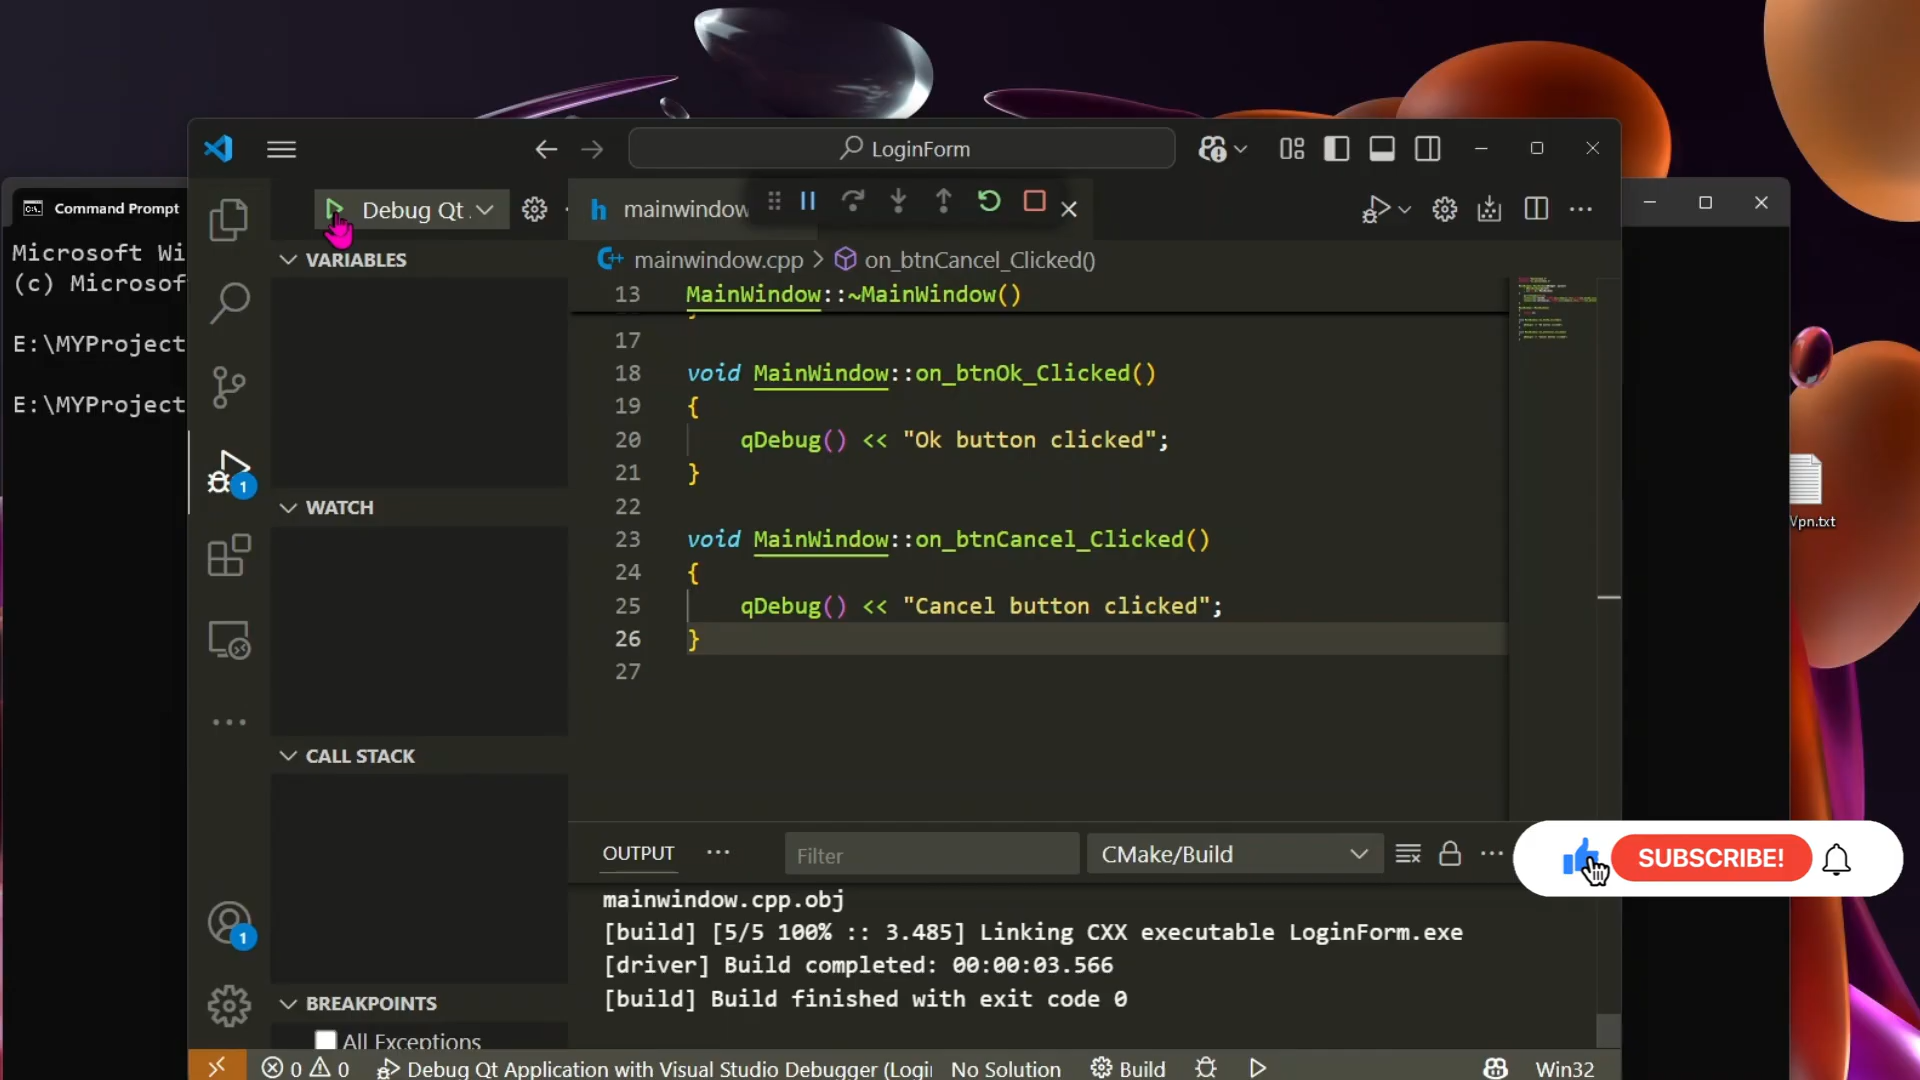 LoginForm
Command Prompt
Debug Qt
mainwindow
Microsoft Wi
(c) Microsof
E:\MYProject
E:\MYProject
VARIABLES
WATCH
CALL STACK
BREAKPOINTS
All Exceptions
1
1
mainwindow.cpp > on_btnCancel_Clicked()
13 MainWindow::~MainWindow()
17
18 void MainWindow::on_btnOk_Clicked()
19 {
20 qDebug() << "Ok button clicked";
21 }
22
23 void MainWindow::on_btnCancel_Clicked()
24 {
25 qDebug() << "Cancel button clicked";
26 }
27
Vpn.txt
OUTPUT
Filter
CMake/Build
SUBSCRIBE!
mainwindow.cpp.obj
[build] [5/5 100% :: 3.485] Linking CXX executable LoginForm.exe
[driver] Build completed: 00:00:03.566
[build] Build finished with exit code 0
0 0 Debug Qt Application with Visual Studio Debugger (Logi No Solution Build Win32